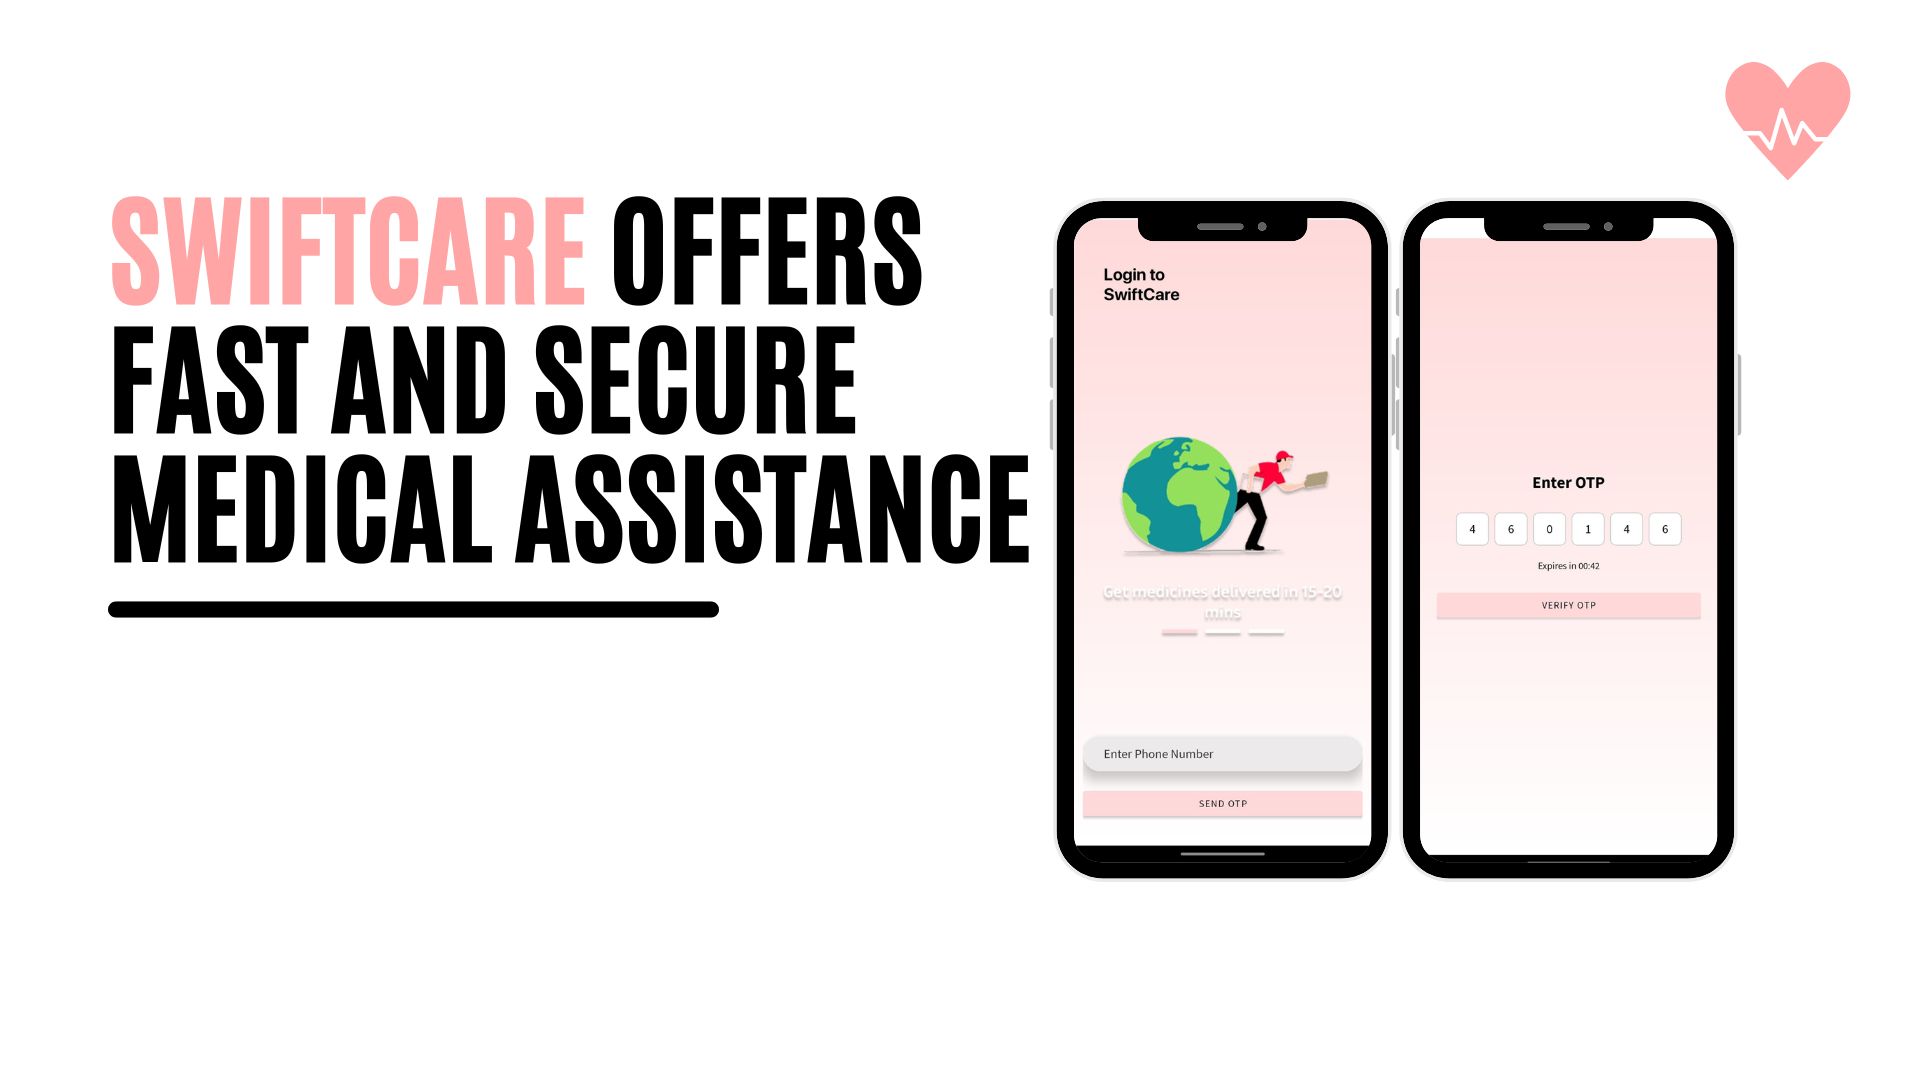 SWIFTCARE OFFERS
FAST AND SECURE
MEDICAL ASSISTANCE
Login to
SwiftCare
Get medicines delivered in 15-20
mins
Enter Phone Number
SEND OTP
Enter OTP
4 6 0 1 4 6
Expires in 00:42
VERIFY OTP